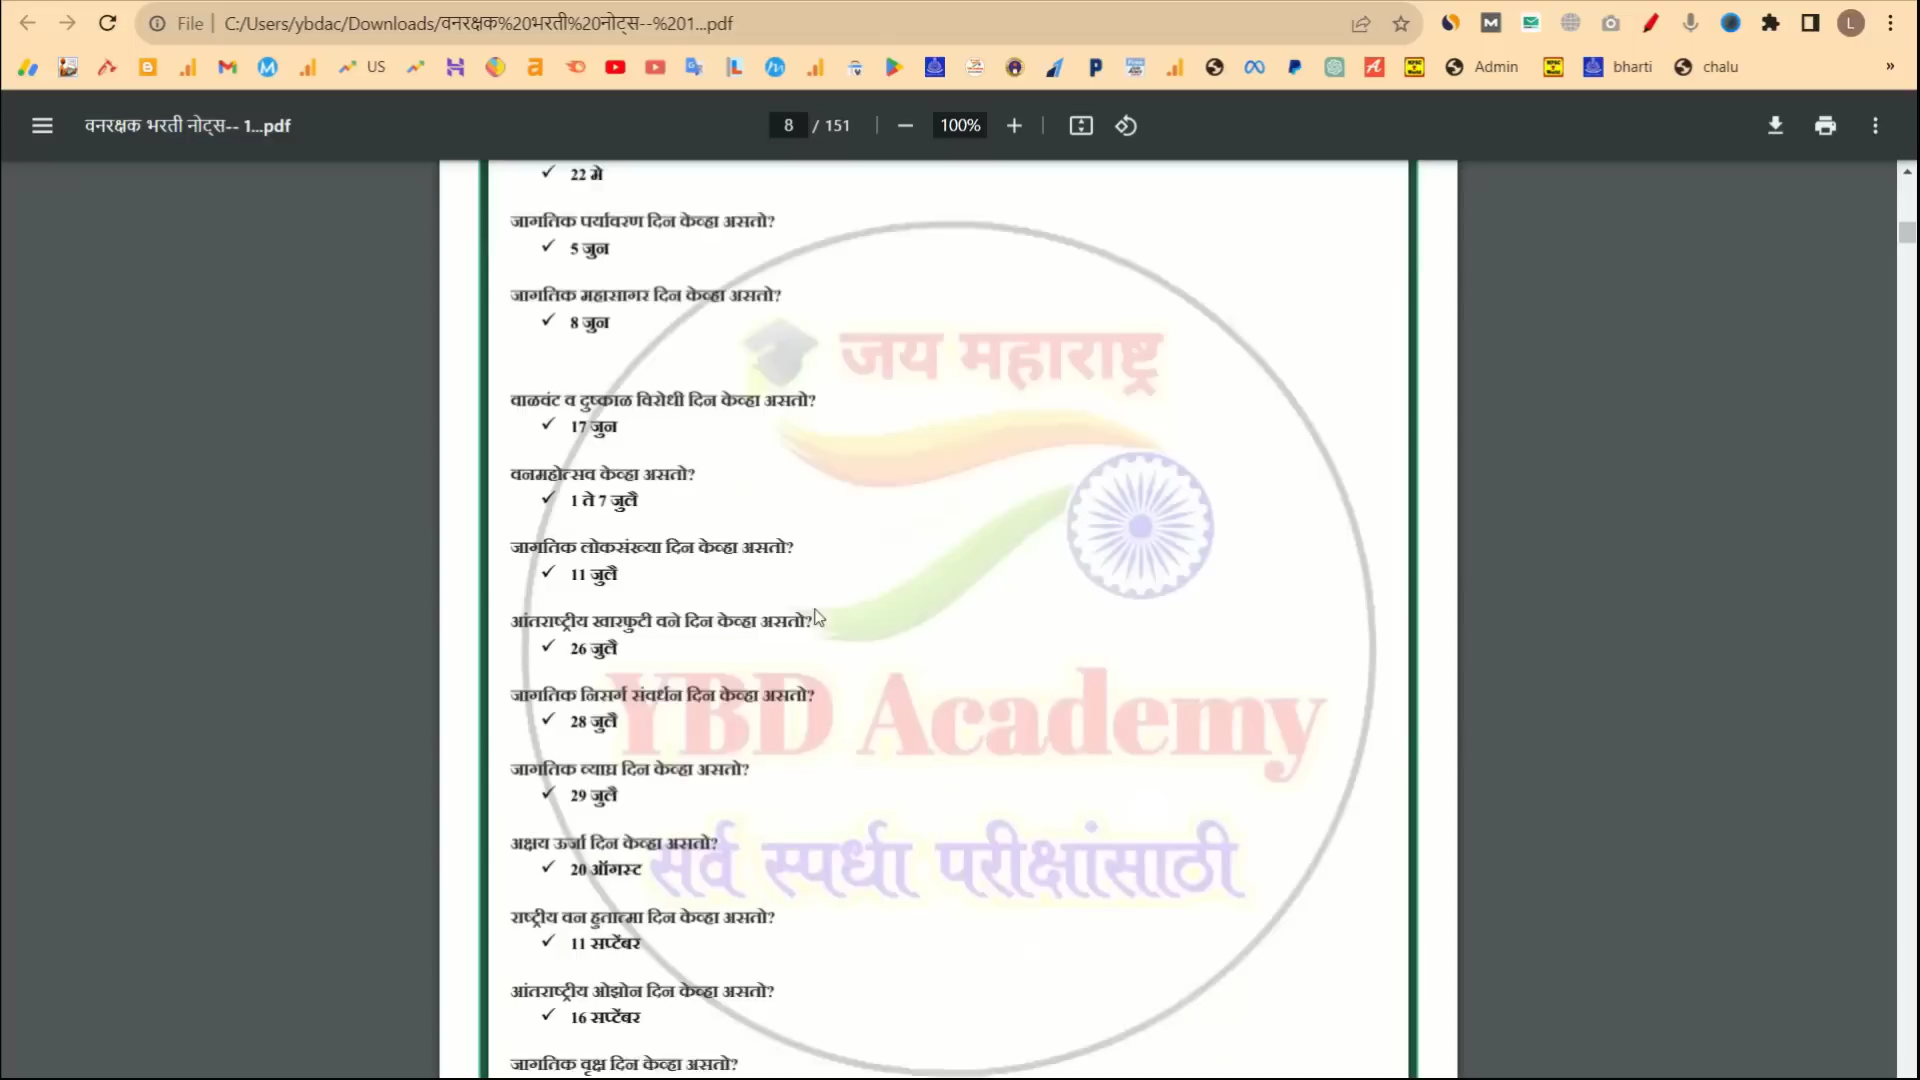 File
C:/Users/ybdac/Downloads/वनरक्षक%20भरती%20नोट्स--%201...pdf
US
Admin
bharti
chalu
»
वनरक्षक भरती नोट्स-- 1...pdf
8 / 151
100%
✓ 22 मे
जागतिक पर्यावरण दिन केव्हा असतो?
✓ 5 जुन
जागतिक महासागर दिन केव्हा असतो?
✓ 8 जुन
जय महाराष्ट्र
वाळवंट व दुष्काळ विरोधी दिन केव्हा असतो?
✓ 17 जुन
वनमहोत्सव केव्हा असतो?
✓ 1 ते 7 जुलै
जागतिक लोकसंख्या दिन केव्हा असतो?
✓ 11 जुलै
आंतराष्ट्रीय खारफुटी वने दिन केव्हा असतो?
✓ 26 जुलै
जागतिक निसर्ग संवर्धन दिन केव्हा असतो?
✓ 28 जुलै
YBD Academy
जागतिक व्याघ्र दिन केव्हा असतो?
✓ 29 जुलै
अक्षय ऊर्जा दिन केव्हा असतो?
✓ 20 ऑगस्ट
सर्व स्पर्धा परीक्षांसाठी
राष्ट्रीय वन हुतात्मा दिन केव्हा असतो?
✓ 11 सप्टेंबर
आंतराष्ट्रीय ओझोन दिन केव्हा असतो?
✓ 16 सप्टेंबर
जागतिक वृक्ष दिन केव्हा असतो?